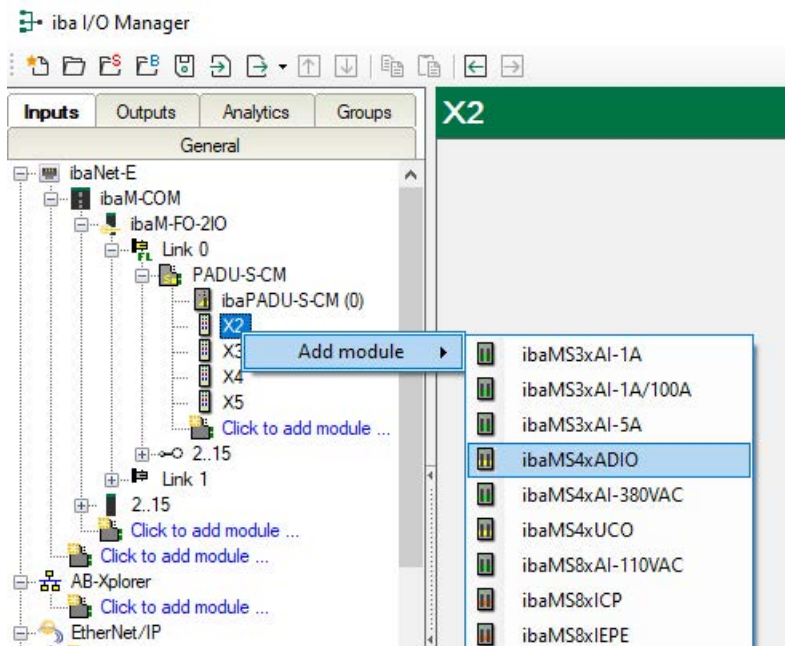 iba I/O Manager
Inputs Outputs Analytics Groups
General
X2
ibaNet-E
ibaM-COM
ibaM-FO-2IO
Link 0
PADU-S-CM
ibaPADU-S-CM (0)
X2
X3
X4
X5
Click to add module ...
2..15
Link 1
2..15
Click to add module ...
Click to add module ...
AB-Xplorer
Click to add module ...
EtherNet/IP
Add module
ibaMS3xAI-1A
ibaMS3xAI-1A/100A
ibaMS3xAI-5A
ibaMS4xADIO
ibaMS4xAI-380VAC
ibaMS4xUCO
ibaMS8xAI-110VAC
ibaMS8xICP
ibaMS8xIEPE